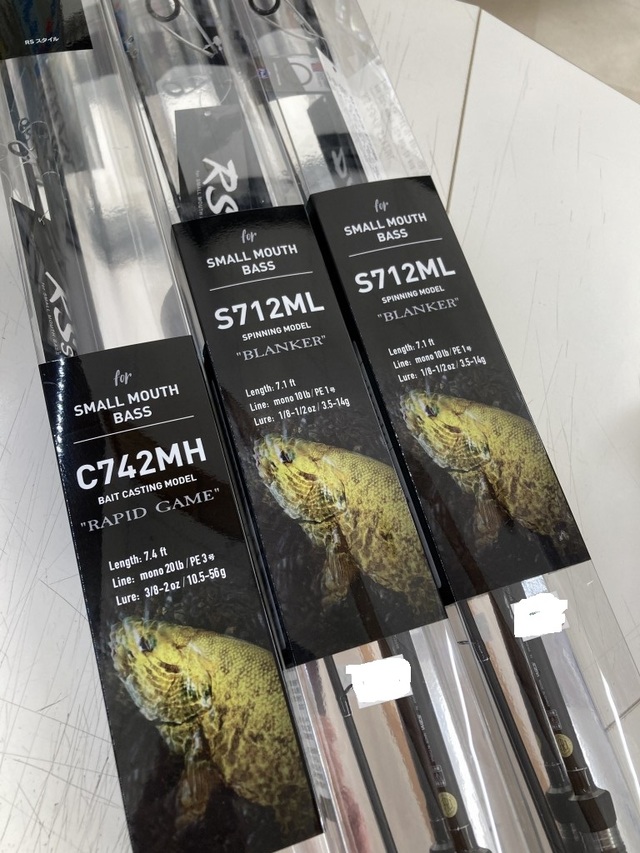 RS スタイル
RS
RSs
for
SMALL MOUTH
BASS
C742MH
BAIT CASTING MODEL
"RAPID GAME"
Length: 7.4 ft
Line: mono 20lb / PE 3号
Lure: 3/8-2oz / 10.5-56g
for
SMALL MOUTH
BASS
S712ML
SPINNING MODEL
"BLANKER"
Length: 7.1 ft
Line: mono 10lb / PE 1号
Lure: 1/8-1/2oz / 3.5-14g
for
SMALL MOUTH
BASS
S712ML
SPINNING MODEL
"BLANKER"
Length: 7.1 ft
Line: mono 10lb / PE 1号
Lure: 1/8-1/2oz / 3.5-14g